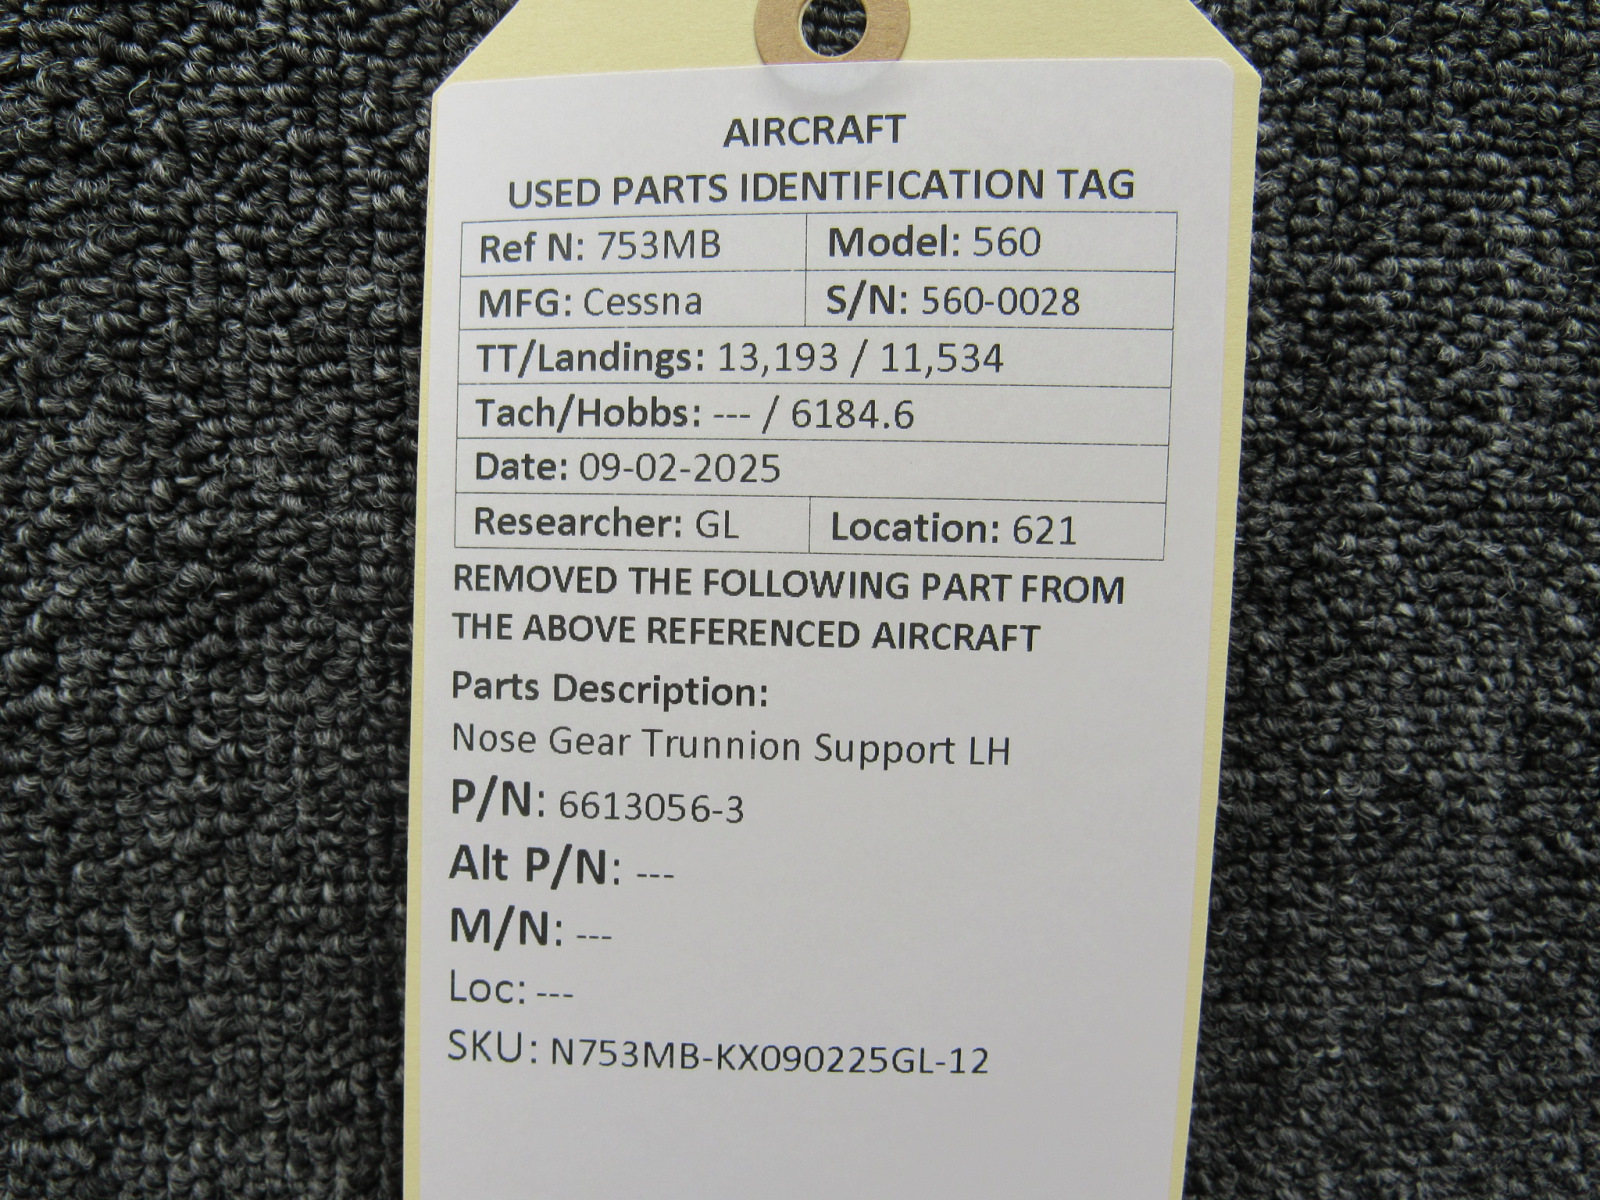 AIRCRAFT
USED PARTS IDENTIFICATION TAG
Ref N: 753MB Model: 560
MFG: Cessna S/N: 560-0028
TT/Landings: 13,193 / 11,534
Tach/Hobbs: --- / 6184.6
Date: 09-02-2025
Researcher: GL Location: 621
REMOVED THE FOLLOWING PART FROM
THE ABOVE REFERENCED AIRCRAFT
Parts Description:
Nose Gear Trunnion Support LH
P/N: 6613056-3
Alt P/N: ---
M/N: ---
Loc: ---
SKU: N753MB-KX090225GL-12